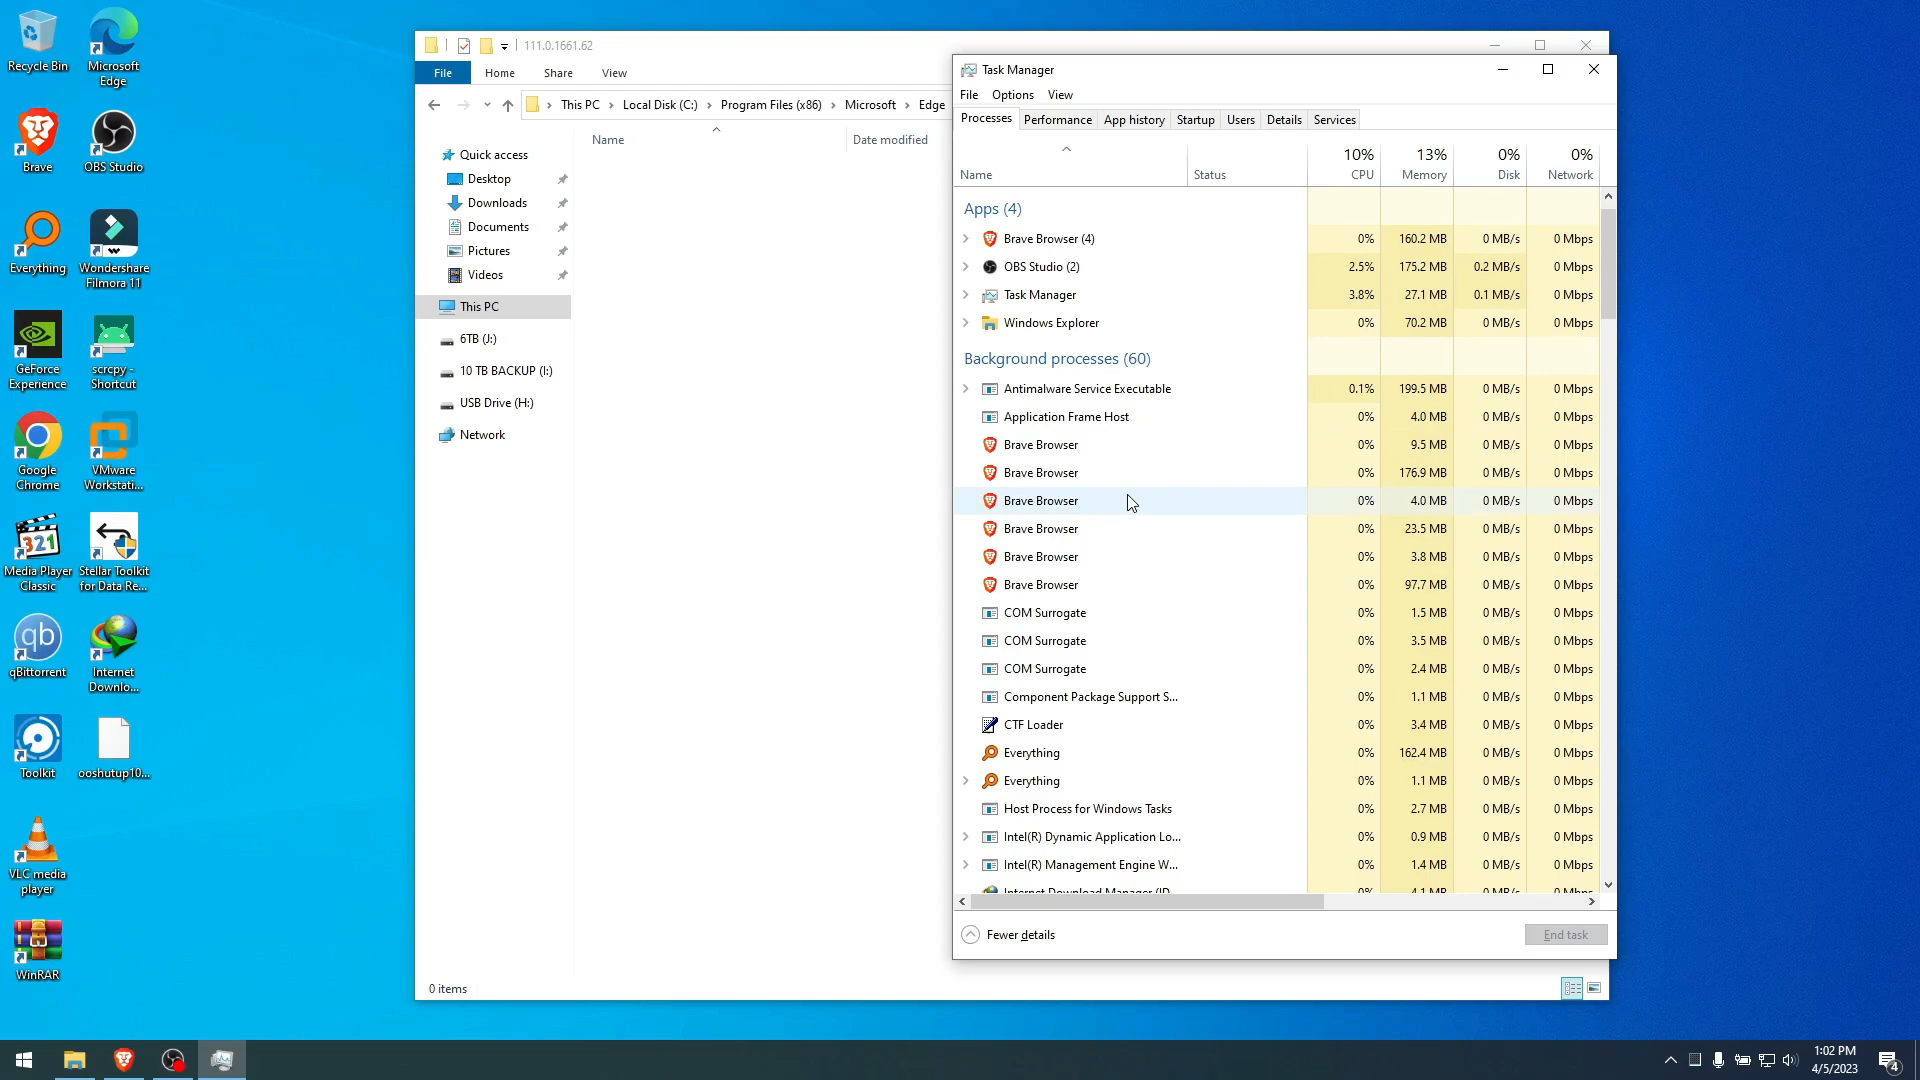 Recycle Bin
Microsoft
Edge
Brave
OBS Studio
Everything
Wondershare
Filmora 11
GeForce
Experience
scrcpy -
Shortcut
Google
Chrome
VMware
Workstati...
Media Player
Classic
Stellar Toolkit
for Data Re...
qBittorrent
Internet
Downlo...
Toolkit
ooshutup10...
VLC media
player
WinRAR
111.0.1661.62
File Home Share View
This PC Local Disk (C:) Program Files (x86) Microsoft Edge
Name Date modified
Quick access
Desktop
Downloads
Documents
Pictures
Videos
This PC
6TB (J:)
10 TB BACKUP (I:)
USB Drive (H:)
Network
0 items
Task Manager
File Options View
Processes Performance App history Startup Users Details Services
10% 13% 0% 0%
Name Status CPU Memory Disk Network
Apps (4)
Brave Browser (4) 0% 160.2 MB 0 MB/s 0 Mbps
OBS Studio (2) 2.5% 175.2 MB 0.2 MB/s 0 Mbps
Task Manager 3.8% 27.1 MB 0.1 MB/s 0 Mbps
Windows Explorer 0% 70.2 MB 0 MB/s 0 Mbps
Background processes (60)
Antimalware Service Executable 0.1% 199.5 MB 0 MB/s 0 Mbps
Application Frame Host 0% 4.0 MB 0 MB/s 0 Mbps
Brave Browser 0% 9.5 MB 0 MB/s 0 Mbps
Brave Browser 0% 176.9 MB 0 MB/s 0 Mbps
Brave Browser 0% 4.0 MB 0 MB/s 0 Mbps
Brave Browser 0% 23.5 MB 0 MB/s 0 Mbps
Brave Browser 0% 3.8 MB 0 MB/s 0 Mbps
Brave Browser 0% 97.7 MB 0 MB/s 0 Mbps
COM Surrogate 0% 1.5 MB 0 MB/s 0 Mbps
COM Surrogate 0% 3.5 MB 0 MB/s 0 Mbps
COM Surrogate 0% 2.4 MB 0 MB/s 0 Mbps
Component Package Support S... 0% 1.1 MB 0 MB/s 0 Mbps
CTF Loader 0% 3.4 MB 0 MB/s 0 Mbps
Everything 0% 162.4 MB 0 MB/s 0 Mbps
Everything 0% 1.1 MB 0 MB/s 0 Mbps
Host Process for Windows Tasks 0% 2.7 MB 0 MB/s 0 Mbps
Intel(R) Dynamic Application Lo... 0% 0.9 MB 0 MB/s 0 Mbps
Intel(R) Management Engine W... 0% 1.4 MB 0 MB/s 0 Mbps
Internet Download Manager (ID 0% 4.1 MB 0 MB/s 0 Mbps
Fewer details End task
1:02 PM
4/5/2023
4